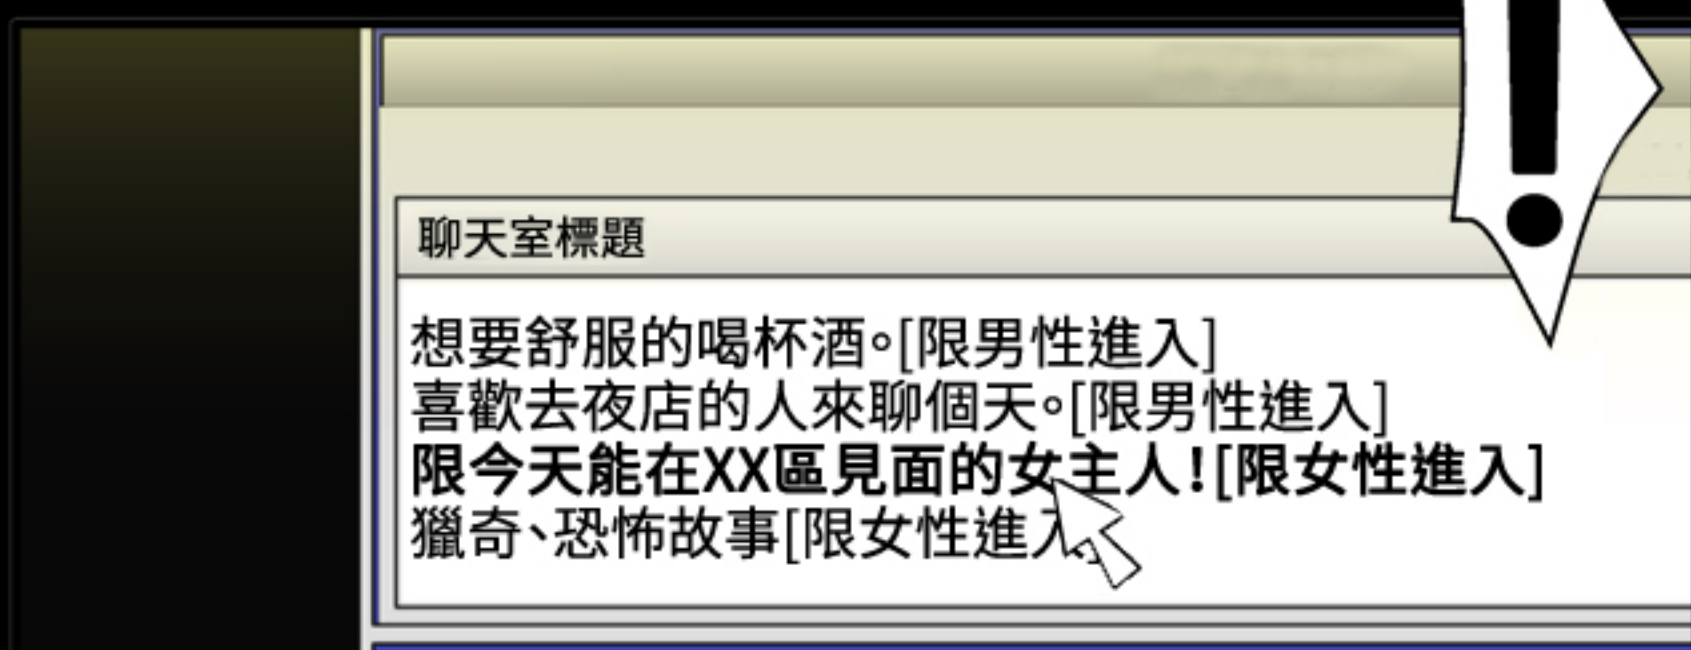 聊天室標題
想要舒服的喝杯酒。[限男性進入]
喜歡去夜店的人來聊個天。[限男性進入]
限今天能在XX區見面的女主人![限女性進入]
獵奇、恐怖故事[限女性進入]
!